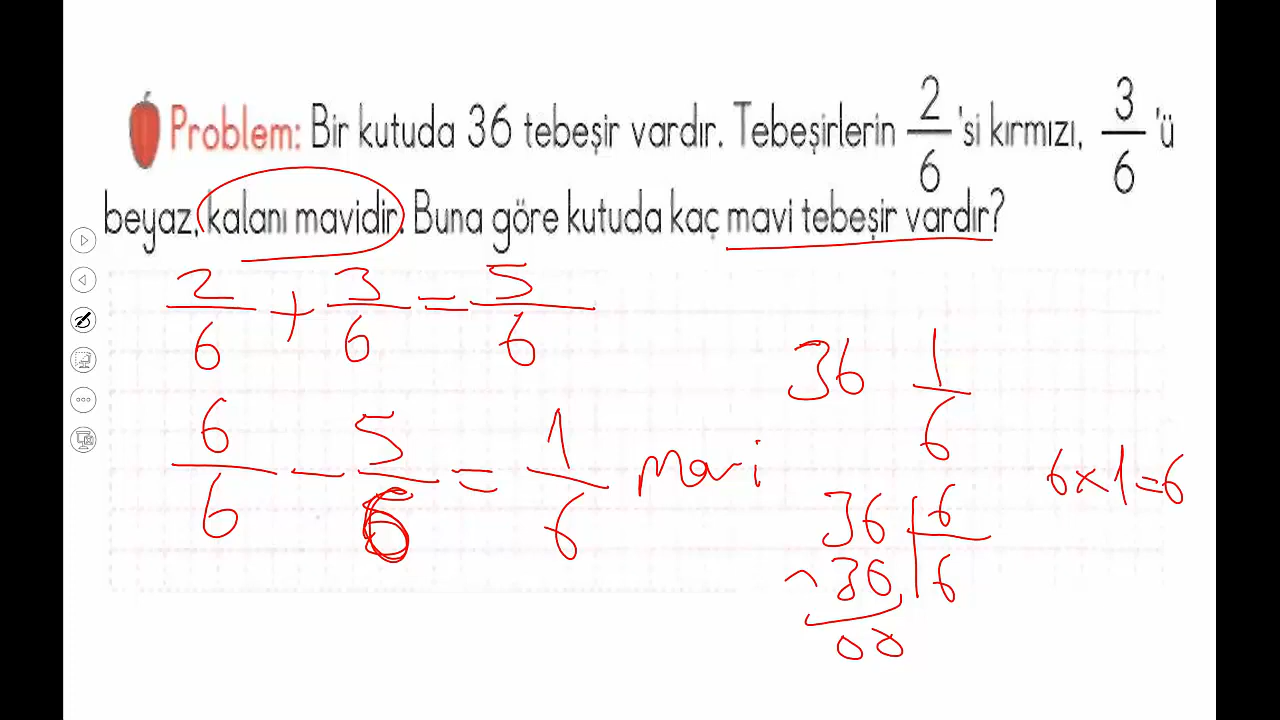 Problem: Bir kutuda 36 tebeşir vardır. Tebeşirlerin 2/6 'si kırmızı, 3/6 'ü
beyaz, kalanı mavidir. Buna göre kutuda kaç mavi tebeşir vardır?
2/6 + 3/6 = 5/6
6/6 - 5/6 = 1/6 mavi
36 1/6
6x1=6
36 | 6
- 36 | 6
00